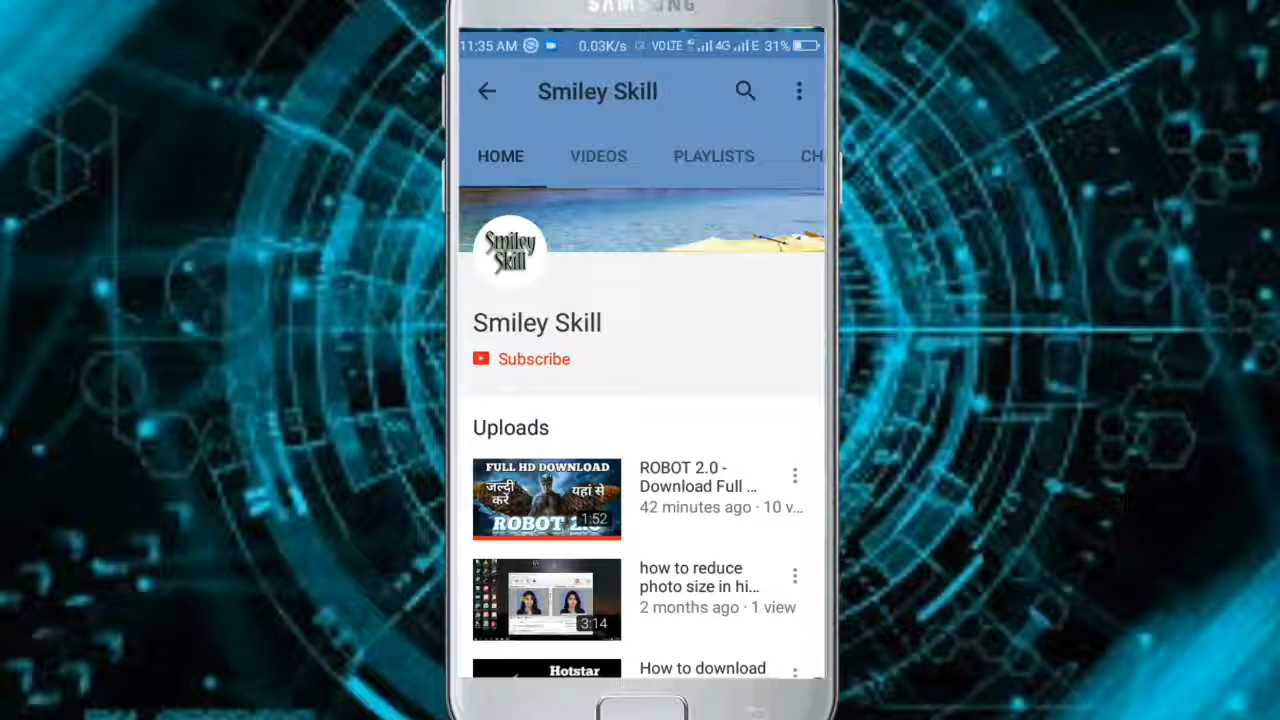 SAMSUNG
11:35 AM 0.03K/s VOLTE 4G 4G E 31%
Smiley Skill
HOME VIDEOS PLAYLISTS CH
Smiley
Skill
Smiley Skill
Subscribe
Uploads
FULL HD DOWNLOAD
जल्दी
करें
यहां से
ROBOT 2.0
1:52
ROBOT 2.0 -
Download Full ...
42 minutes ago · 10 v...
3:14
how to reduce
photo size in hi...
2 months ago · 1 view
Hotstar
How to download